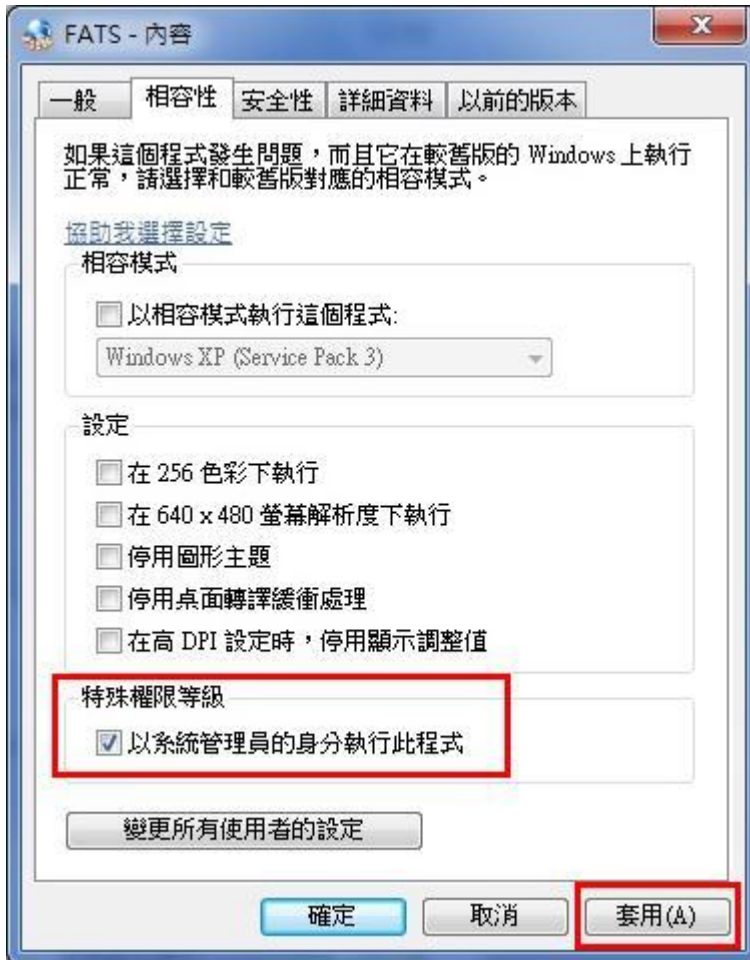 FATS - 內容
一般 相容性 安全性 詳細資料 以前的版本
如果這個程式發生問題，而且它在較舊版的 Windows 上執行
正常，請選擇和較舊版對應的相容模式。
協助我選擇設定
相容模式
以相容模式執行這個程式:
Windows XP (Service Pack 3)
設定
在 256 色彩下執行
在 640 x 480 螢幕解析度下執行
停用圖形主題
停用桌面轉譯緩衝處理
在高 DPI 設定時，停用顯示調整值
特殊權限等級
以系統管理員的身分執行此程式
變更所有使用者的設定
確定 取消 套用(A)